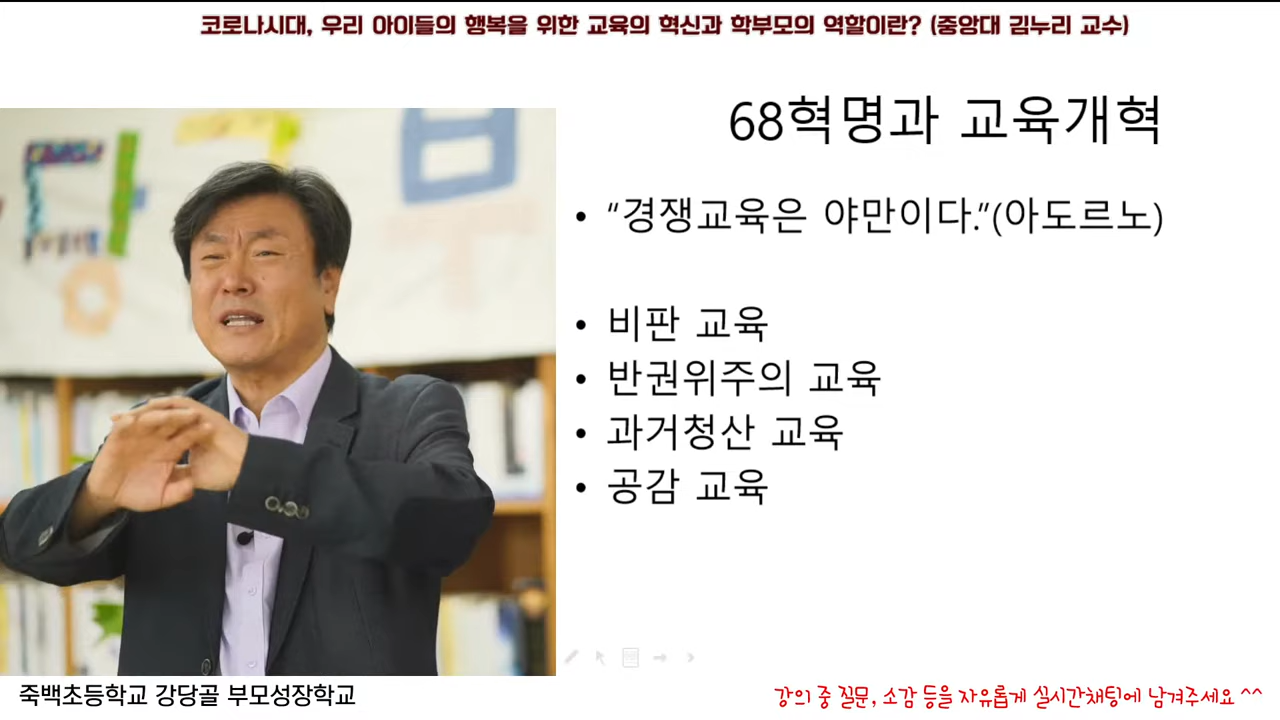 코로나시대, 우리 아이들의 행복을 위한 교육의 혁신과 학부모의 역할이란? (중앙대 김누리 교수)
68혁명과 교육개혁
• “경쟁교육은 야만이다.”(아도르노)
• 비판 교육
• 반권위주의 교육
• 과거청산 교육
• 공감 교육
죽백초등학교 강당골 부모성장학교
강의 중 질문, 소감 등을 자유롭게 실시간채팅에 남겨주세요 ^^